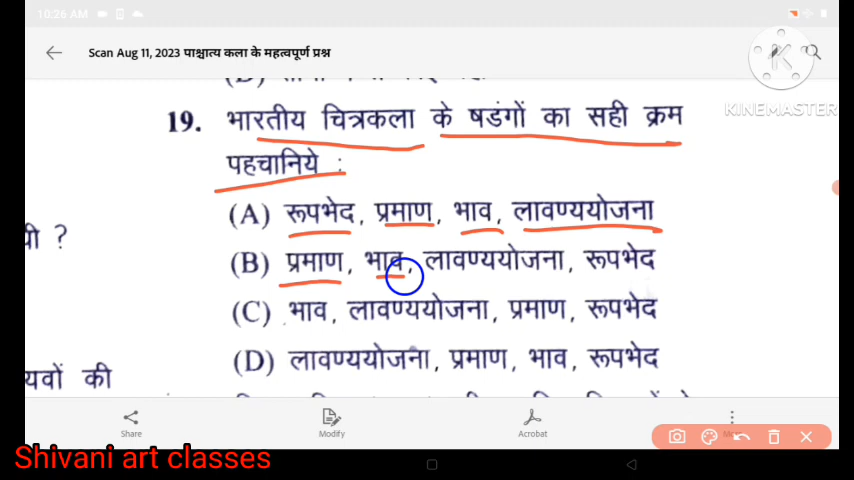 10:26 AM
Scan Aug 11, 2023 पाश्चात्य कला के महत्वपूर्ण प्रश्न
KINEMASTER
19. भारतीय चित्रकला के षडंगों का सही क्रम
पहचानिये :
(A) रूपभेद, प्रमाण, भाव, लावण्ययोजना
ी ?
(B) प्रमाण, भाव, लावण्ययोजना, रूपभेद
(C) भाव, लावण्ययोजना, प्रमाण, रूपभेद
(D) लावण्ययोजना, प्रमाण, भाव, रूपभेद
यवों की
Share
Modify
Acrobat
Shivani art classes